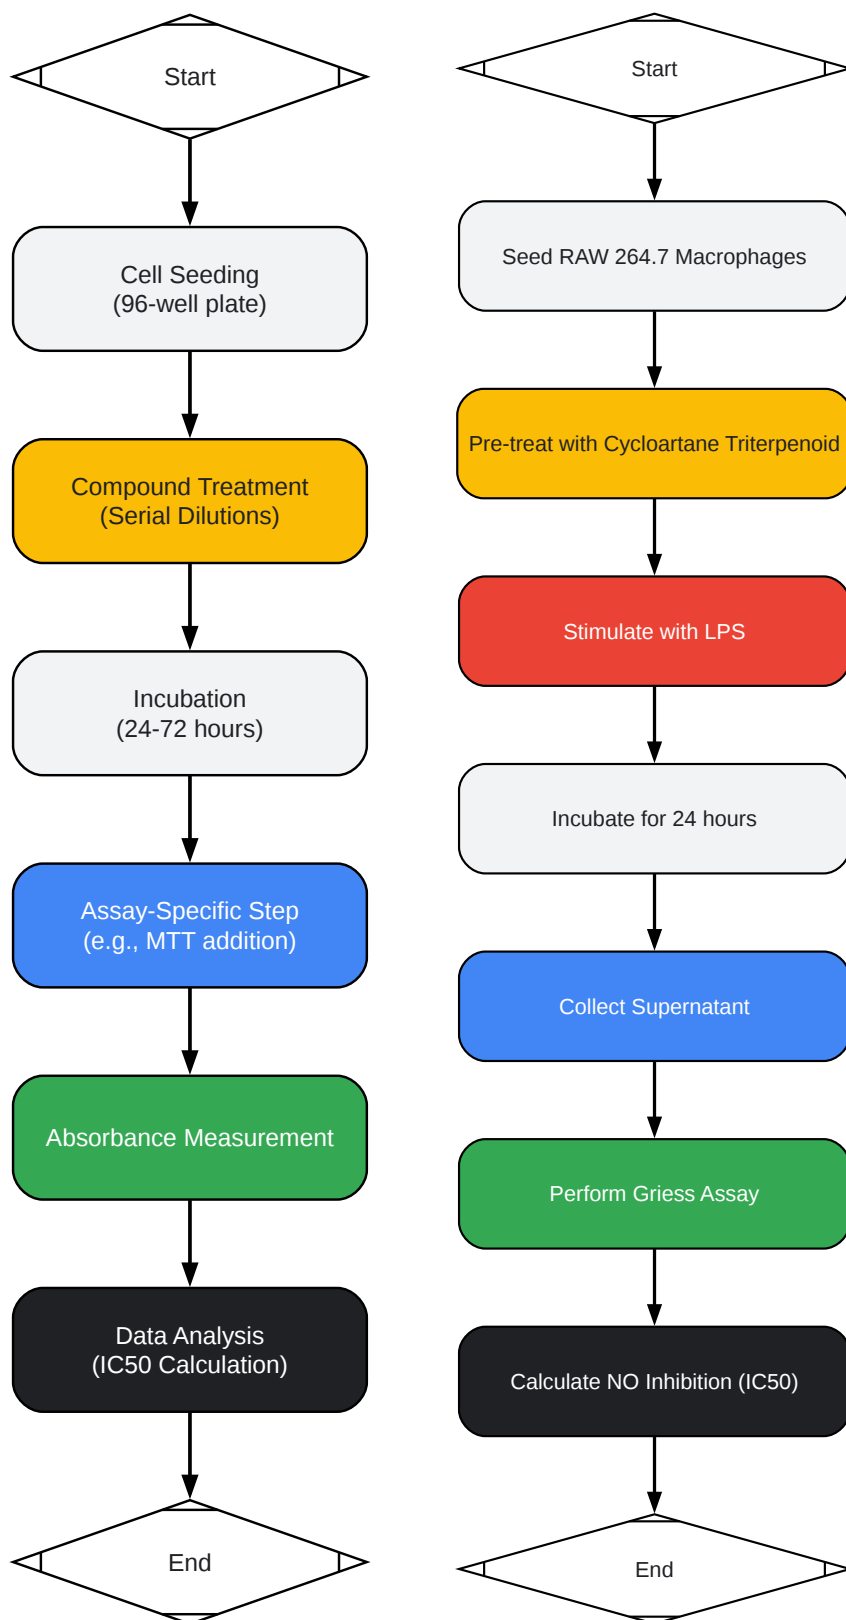 Start
Cell Seeding
(96-well plate)
Compound Treatment
(Serial Dilutions)
Incubation
(24-72 hours)
Assay-Specific Step
(e.g., MTT addition)
Absorbance Measurement
Data Analysis
(IC50 Calculation)
End
Start
Seed RAW 264.7 Macrophages
Pre-treat with Cycloartane Triterpenoid
Stimulate with LPS
Incubate for 24 hours
Collect Supernatant
Perform Griess Assay
Calculate NO Inhibition (IC50)
End